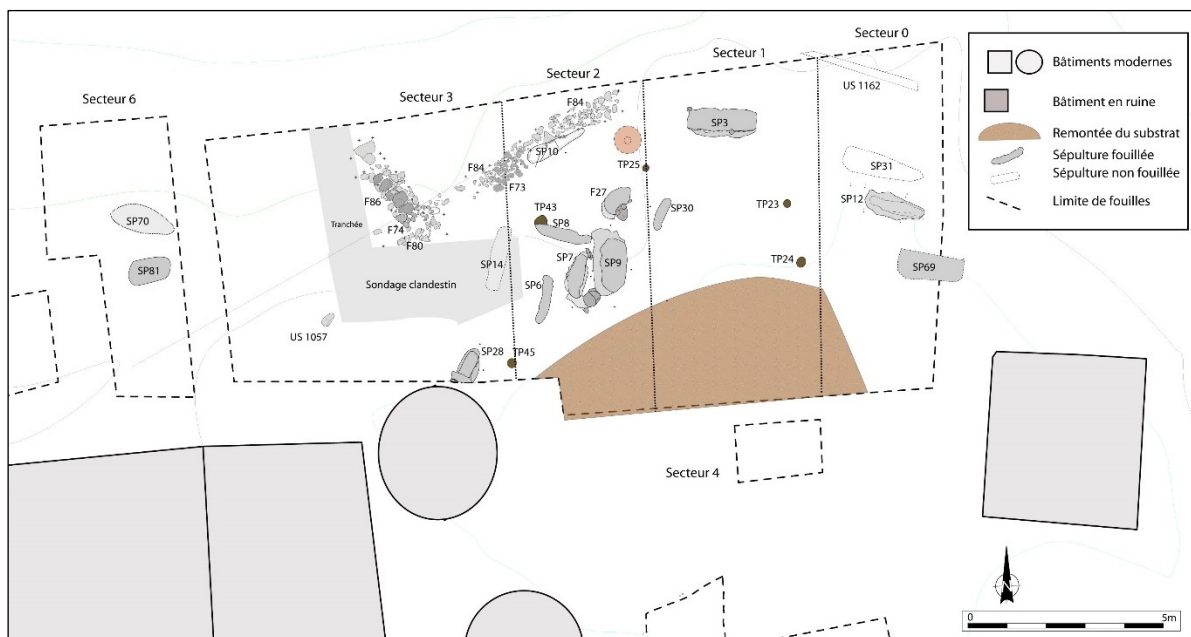 Secteur 0
Secteur 1
Secteur 2
Secteur 3
Secteur 6
US 1162
F84
SP3
SP10
TP25
F84
F73
SP31
SP12
F86
F27
SP30
TP23
TP43
SP8
SP70
Tranchée
F74
F80
SP7
SP9
TP24
SP69
SP81
SP14
SP6
Sondage clandestin
US 1057
SP28
TP45
Secteur 4
Bâtiments modernes
Bâtiment en ruine
Remontée du substrat
Sépulture fouillée
Sépulture non fouillée
Limite de fouilles
N
0
5m